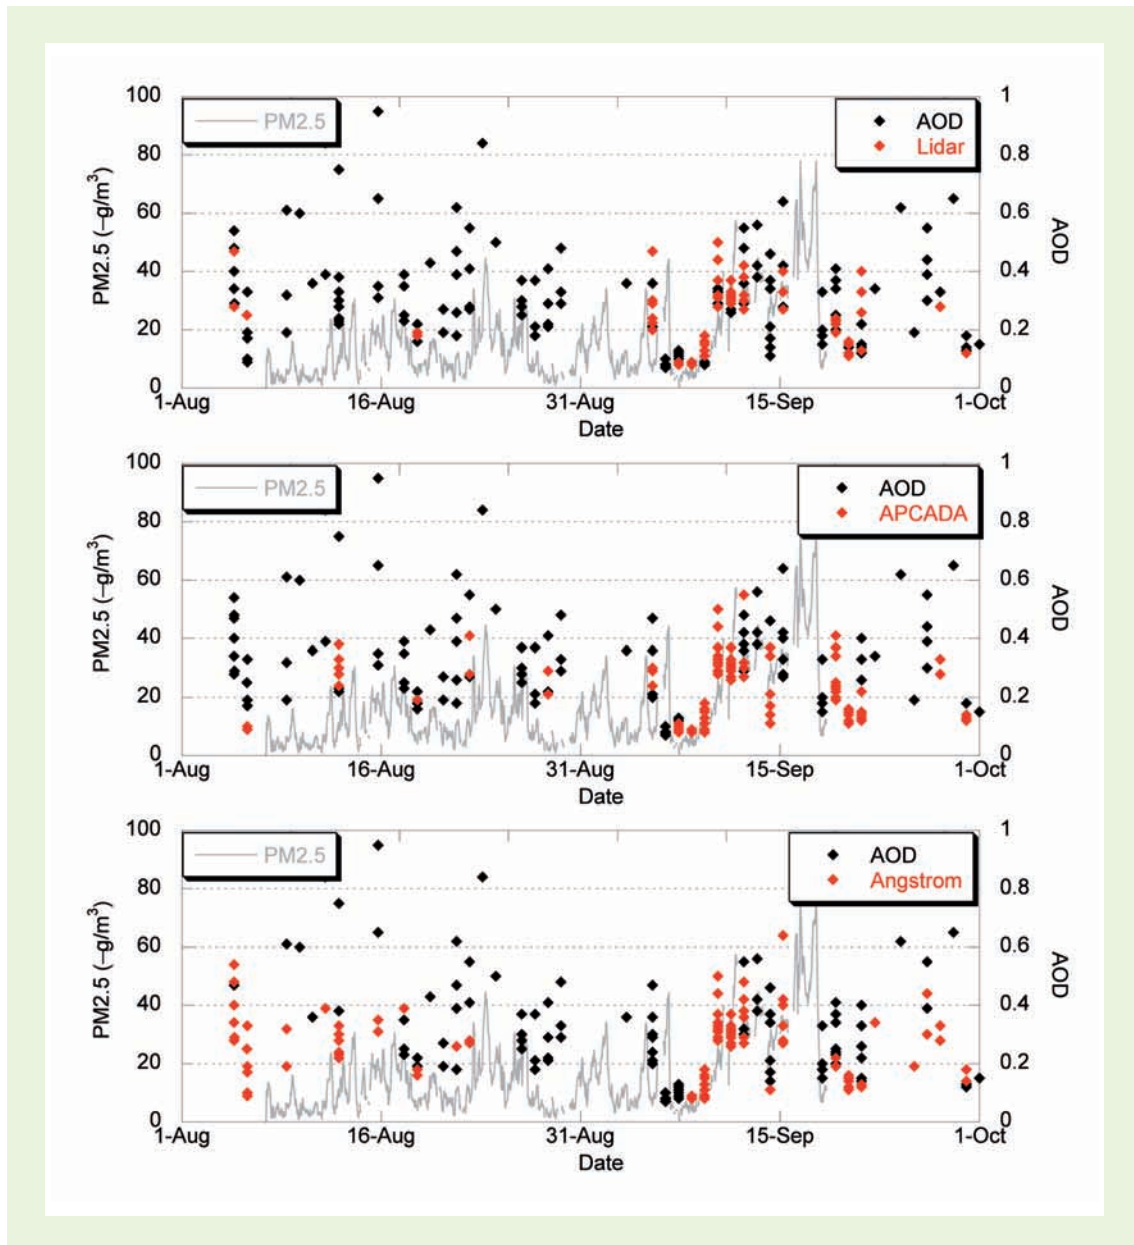 100
1
PM2.5
AOD
Lidar
80
0.8
60
0.6
PM2.5 (–g/m³)
AOD
40
0.4
20
0.2
0
0
1-Aug
16-Aug
31-Aug
15-Sep
1-Oct
Date
100
1
PM2.5
AOD
APCADA
80
0.8
60
0.6
PM2.5 (–g/m³)
AOD
40
0.4
20
0.2
0
0
1-Aug
16-Aug
31-Aug
15-Sep
1-Oct
Date
100
1
PM2.5
AOD
Angstrom
80
0.8
60
0.6
PM2.5 (–g/m³)
AOD
40
0.4
20
0.2
0
0
1-Aug
16-Aug
31-Aug
15-Sep
1-Oct
Date